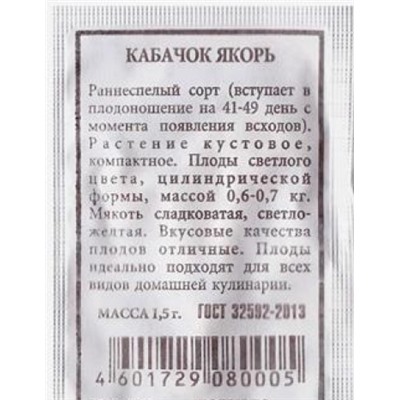 КАБАЧОК ЯКОРЬ
Раннеспелый сорт (вступает в
плодоношение на 41-49 день с
момента появления всходов).
Растение кустовое,
компактное. Плоды светлого
цвета, цилиндрической
формы, массой 0,6-0,7 кг.
Мякоть сладковатая, светло-
желтая. Вкусовые качества
плодов отличные. Плоды
идеально подходят для всех
видов домашней кулинарии.
МАССА 1,5 г. ГОСТ 32592-2013
4 601729 080005